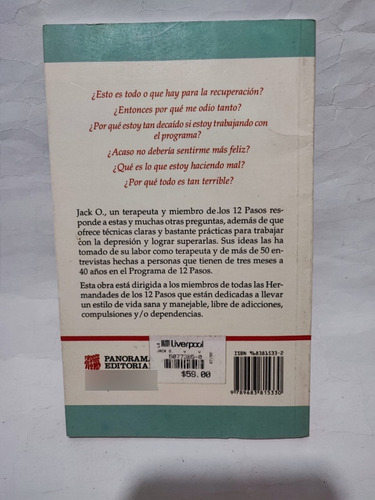 ¿Esto es todo o que hay para la recuperación?
¿Entonces por qué me odio tanto?
¿Por qué estoy tan decaído si estoy trabajando con
el programa?
¿Acaso no debería sentirme más feliz?
¿Qué es lo que estoy haciendo mal?
¿Por qué todo es tan terrible?
Jack O., un terapeuta y miembro de los 12 Pasos res-
ponde a estas y muchas otras preguntas, además de que
ofrece técnicas claras y bastante prácticas para trabajar
con la depresión y lograr superarlas. Sus ideas las ha
tomado de su labor como terapeuta y de más de 50 en-
trevistas hechas a personas que tienen de tres meses a
40 años en el Programa de 12 Pasos.
Esta obra está dirigida a los miembros de todas las Her-
mandades de los 12 Pasos que están dedicadas a llevar
un estilo de vida sana y manejable, libre de adicciones,
compulsiones y/o dependencias.
PANORAMA
EDITORIAL
Liverpool
$59.00
ISBN 968381533-2
9 789683 815330